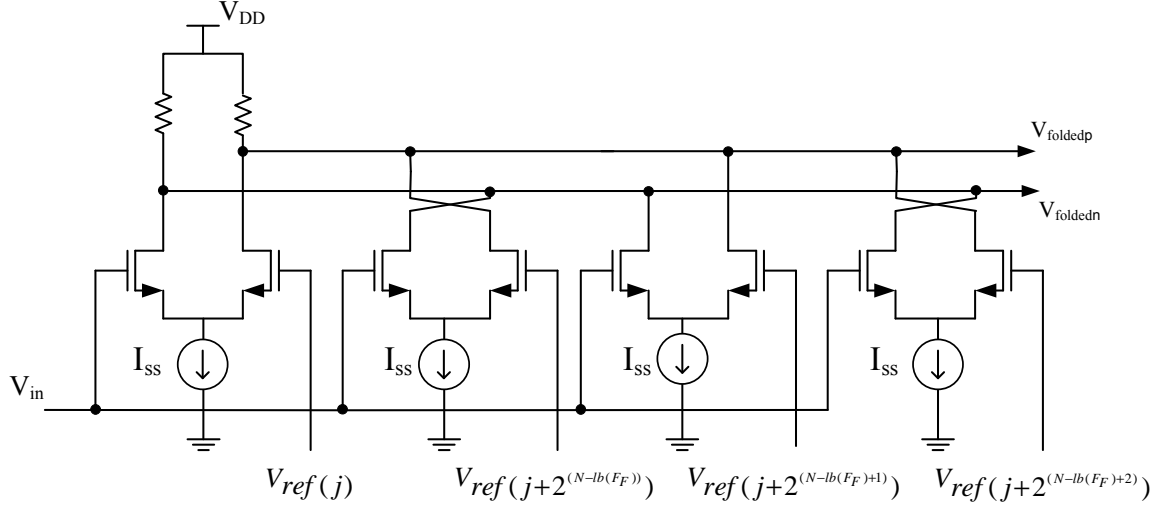 V_DD
V_foldedp
V_foldedn
I_ss I_ss I_ss I_ss
V_in
V_ref(j) V_ref(j+2^(N-lb(F_F))) V_ref(j+2^(N-lb(F_F)+1)) V_ref(j+2^(N-lb(F_F)+2))